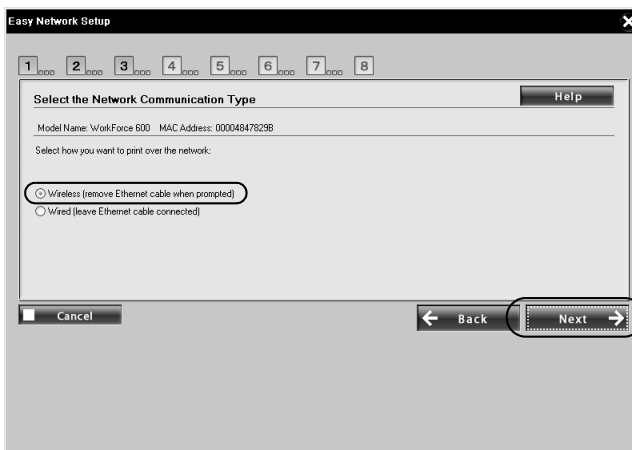 Easy Network Setup
1 2 3 4 5 6 7 8
Select the Network Communication Type
Help
Model Name: WorkForce 600 MAC Address: 00004847829B
Select how you want to print over the network:
Wireless (remove Ethernet cable when prompted)
Wired (leave Ethernet cable connected)
Cancel
Back
Next